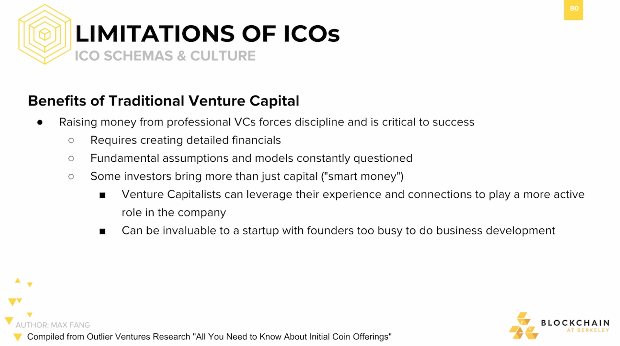 80
LIMITATIONS OF ICOs
ICO SCHEMAS & CULTURE
Benefits of Traditional Venture Capital
● Raising money from professional VCs forces discipline and is critical to success
○ Requires creating detailed financials
○ Fundamental assumptions and models constantly questioned
○ Some investors bring more than just capital ("smart money")
■ Venture Capitalists can leverage their experience and connections to play a more active
role in the company
■ Can be invaluable to a startup with founders too busy to do business development
AUTHOR: MAX FANG
Compiled from Outlier Ventures Research "All You Need to Know About Initial Coin Offerings"
BLOCKCHAIN
AT BERKELEY